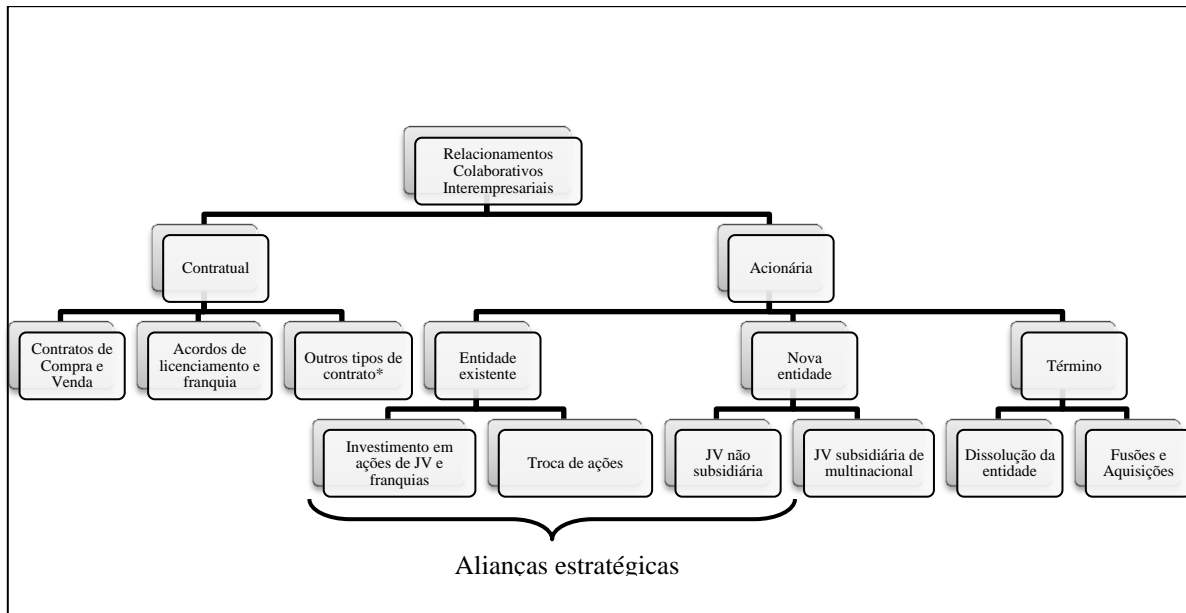 Relacionamentos
Colaborativos
Interempresariais
Contratual
Acionária
Contratos de
Compra e
Venda
Acordos de
licenciamento e
franquia
Outros tipos de
contrato*
Entidade
existente
Nova
entidade
Término
Investimento em
ações de JV e
franquias
Troca de ações
JV não
subsidiária
JV subsidiária de
multinacional
Dissolução da
entidade
Fusões e
Aquisições
Alianças estratégicas